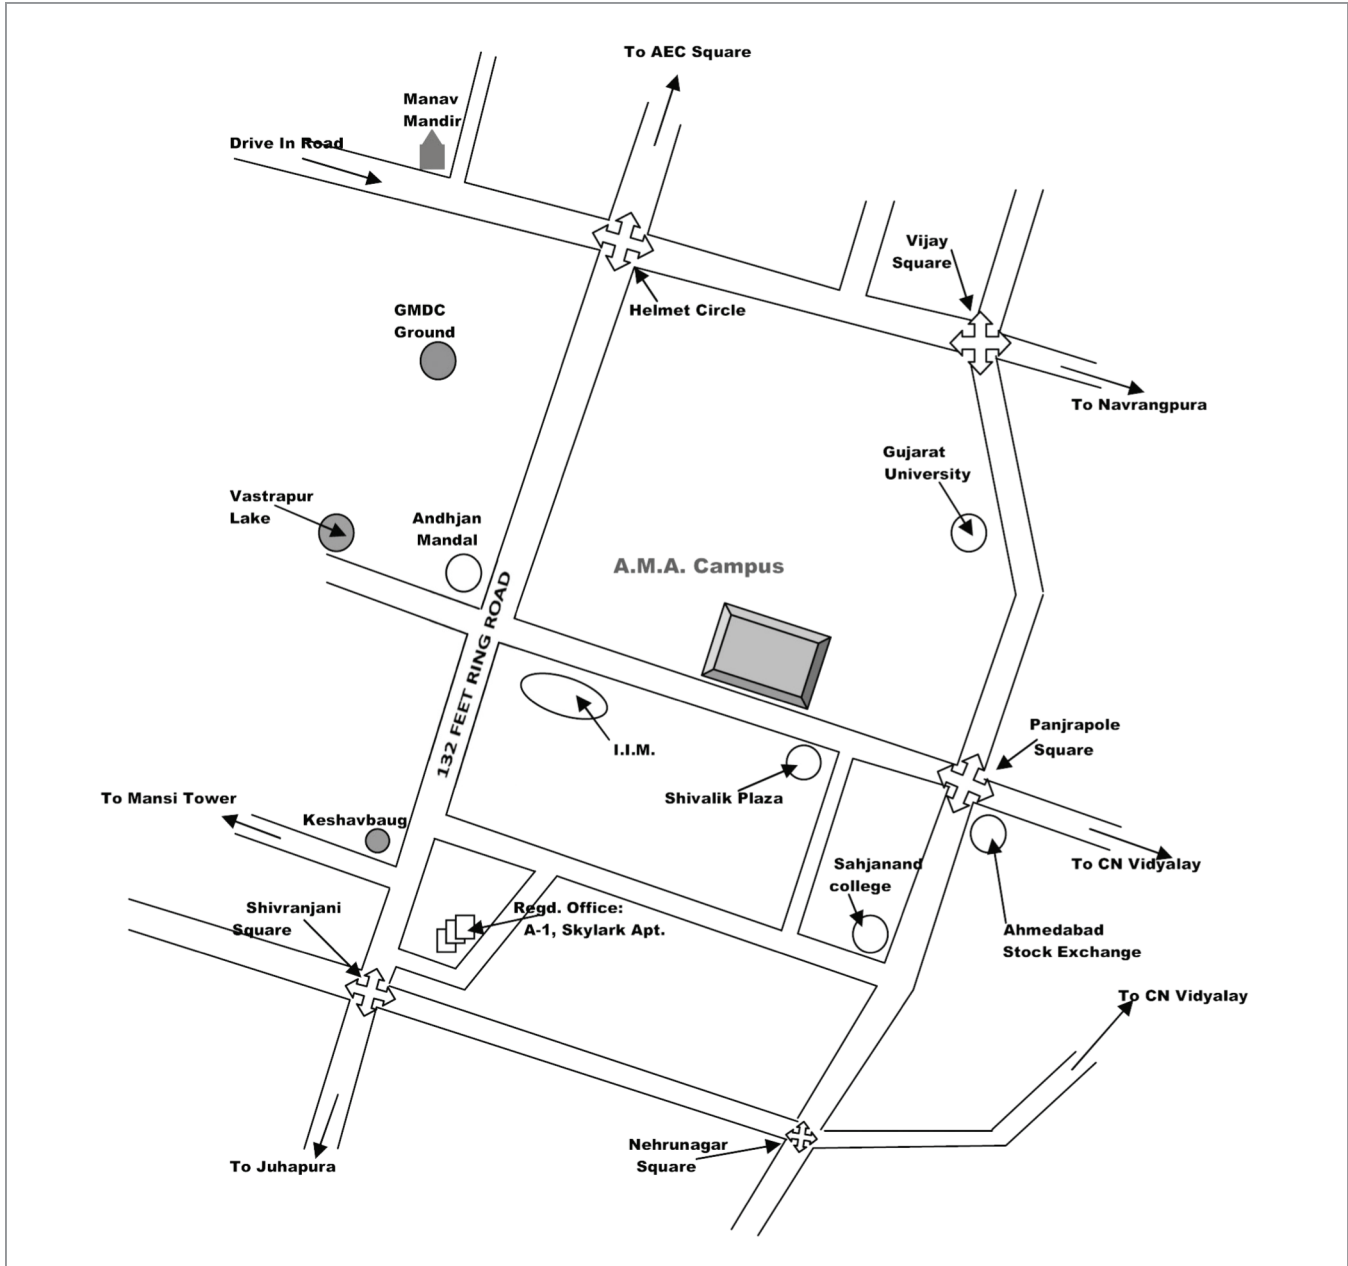 To AEC Square
Manav
Mandir
Drive In Road
Vijay
Square
Helmet Circle
GMDC
Ground
To Navrangpura
Gujarat
University
Vastrapur
Lake
Andhjan
Mandal
A.M.A. Campus
132 FEET RING ROAD
I.I.M.
Panjrapole
Square
Shivalik Plaza
To Mansi Tower
Keshavbaug
Sahjanand
college
To CN Vidyalay
Shivranjani
Square
Regd. Office:
A-1, Skylark Apt.
Ahmedabad
Stock Exchange
To CN Vidyalay
Nehrunagar
Square
To Juhapura